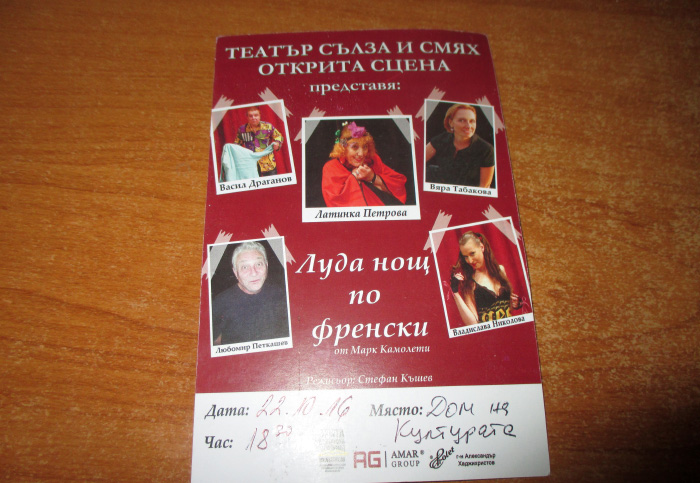 ТЕАТЪР СЪЛЗА И СМЯХ
ОТКРИТА СЦЕНА
представя:
Васил Драганов
Латинка Петрова
Вяра Табакова
Любомир Петкашев
Луда нощ
по
френски
от Марк Камолети
Владислава Николова
Режисьор: Стефан Къшев
Дата: 22.10.16 Място: Дом на
Културата
Час: 18
AG AMAR® GROUP
г-н Александър
Хаджихристов